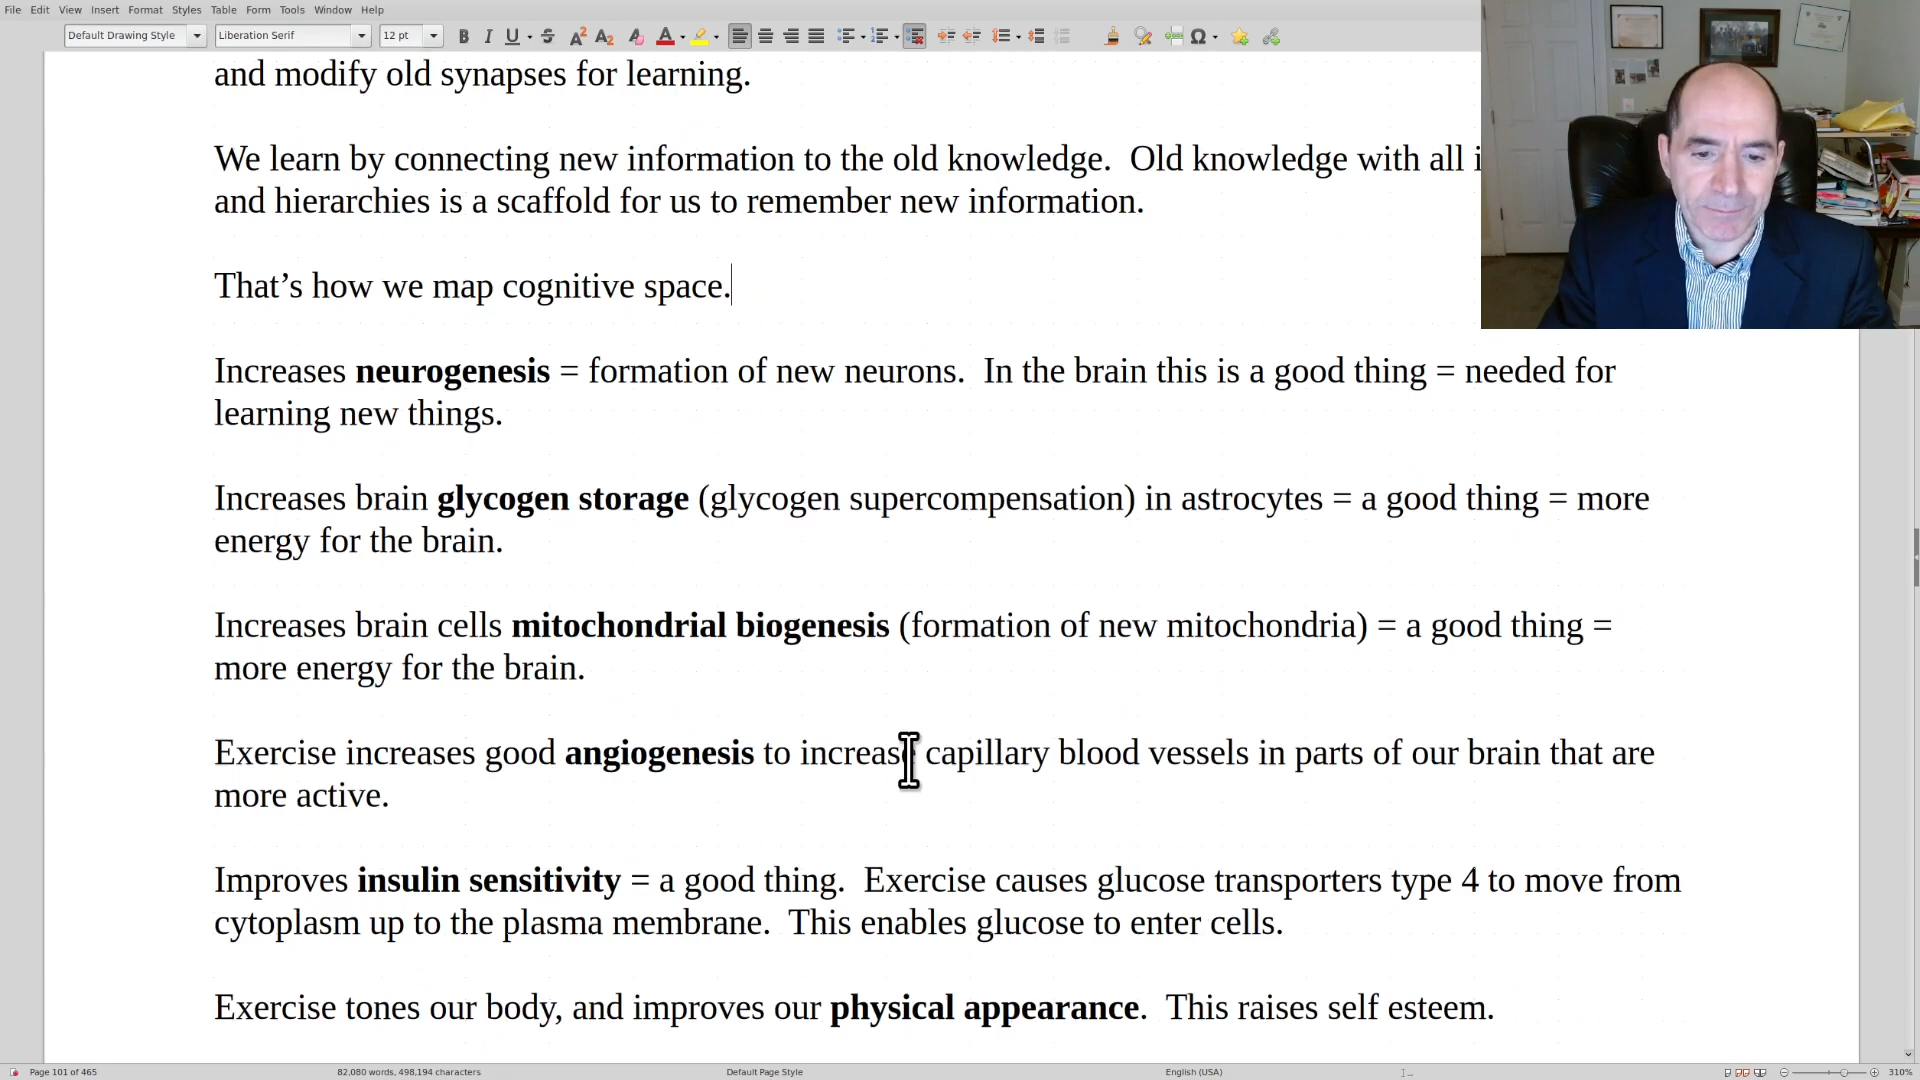 File Edit View Insert Format Styles Table Form Tools Window Help
Default Drawing Style Liberation Serif 12 pt
and modify old synapses for learning.
We learn by connecting new information to the old knowledge.  Old knowledge with all i
and hierarchies is a scaffold for us to remember new information.
That’s how we map cognitive space.
Increases neurogenesis = formation of new neurons.  In the brain this is a good thing = needed for
learning new things.
Increases brain glycogen storage (glycogen supercompensation) in astrocytes = a good thing = more
energy for the brain.
Increases brain cells mitochondrial biogenesis (formation of new mitochondria) = a good thing =
more energy for the brain.
Exercise increases good angiogenesis to increase capillary blood vessels in parts of our brain that are
more active.
Improves insulin sensitivity = a good thing.  Exercise causes glucose transporters type 4 to move from
cytoplasm up to the plasma membrane.  This enables glucose to enter cells.
Exercise tones our body, and improves our physical appearance.  This raises self esteem.
Page 101 of 465 82,080 words, 498,194 characters Default Page Style English (USA) 310%